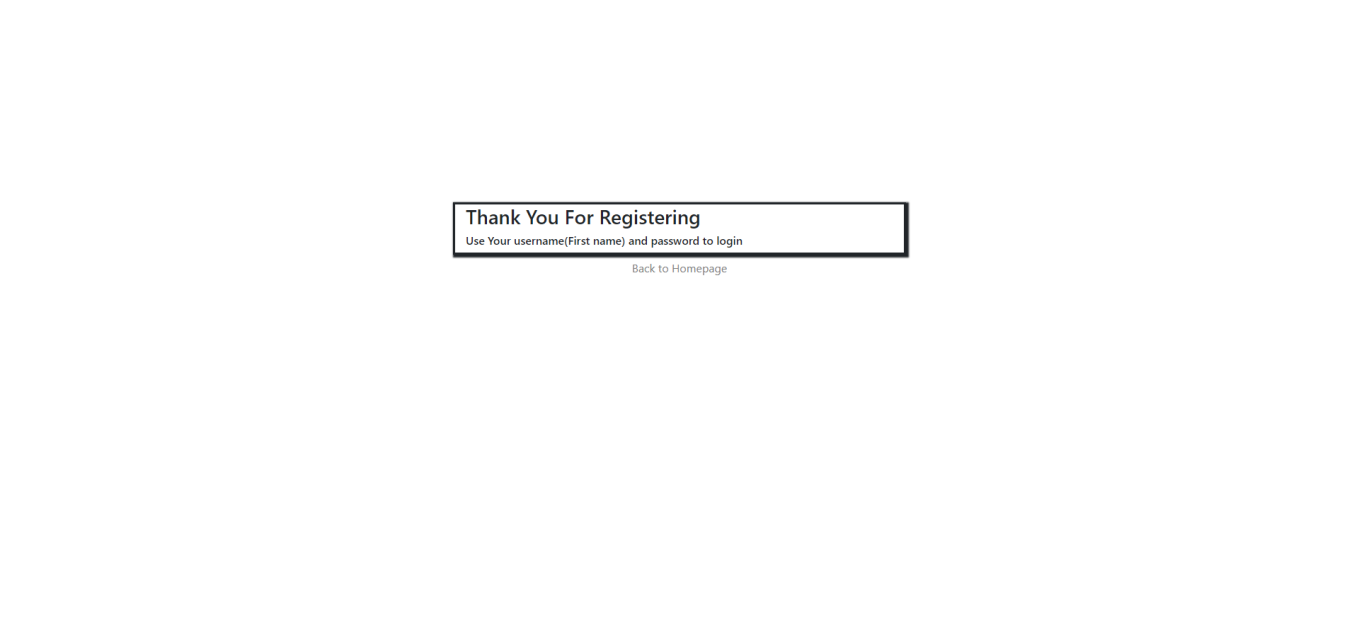 Thank You For Registering
Use Your username(First name) and password to login
Back to Homepage